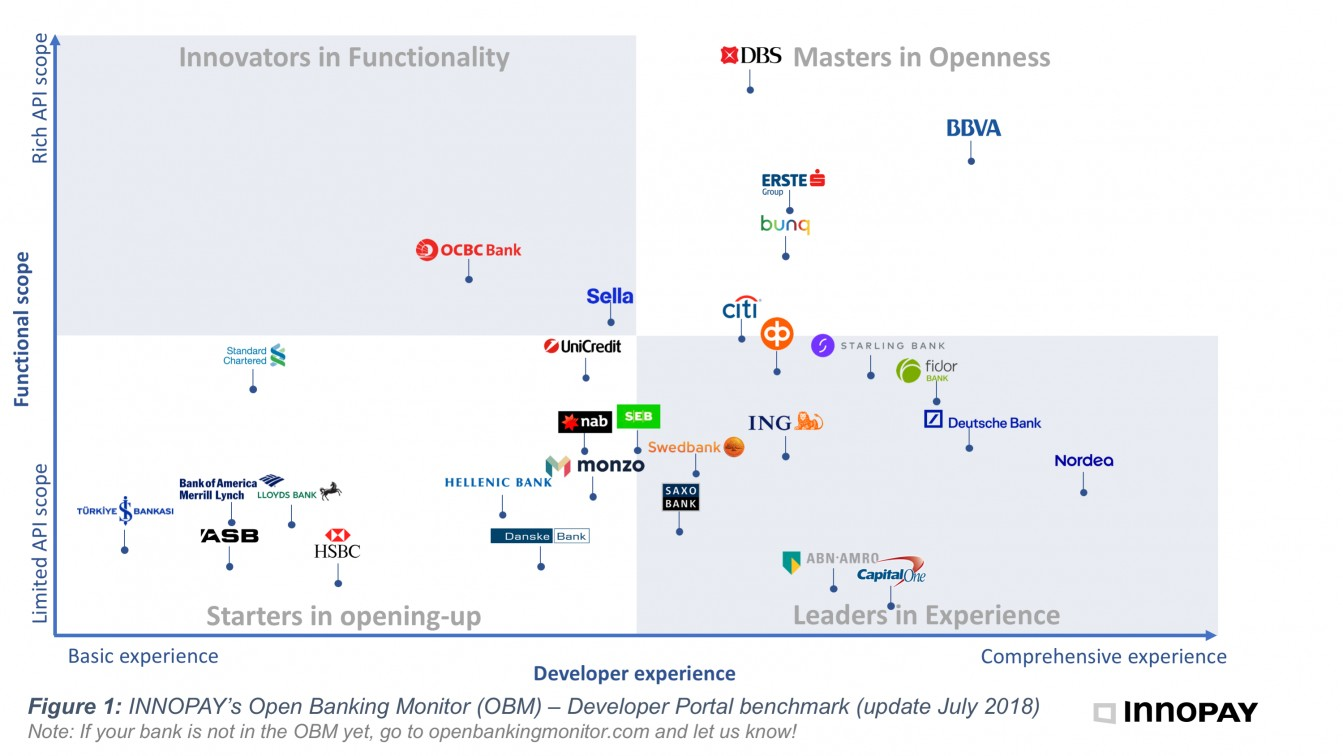 Innovators in Functionality
Masters in Openness
DBS
BBVA
ERSTE
Group
bunq
OCBC Bank
Sella
citi
op
Standard
Chartered
UniCredit
STARLING BANK
fidor
BANK
nab
SEB
ING
Deutsche Bank
Swedbank
monzo
Nordea
Bank of America
Merrill Lynch
LLOYDS BANK
HELLENIC BANK
SAXO
BANK
TÜRKİYE İŞ BANKASI
ASB
HSBC
Danske Bank
ABN·AMRO
Capital One
Starters in opening-up
Leaders in Experience
Rich API scope
Functional scope
Limited API scope
Basic experience
Developer experience
Comprehensive experience
Figure 1: INNOPAY's Open Banking Monitor (OBM) – Developer Portal benchmark (update July 2018)
Note: If your bank is not in the OBM yet, go to openbankingmonitor.com and let us know!
INNOPAY